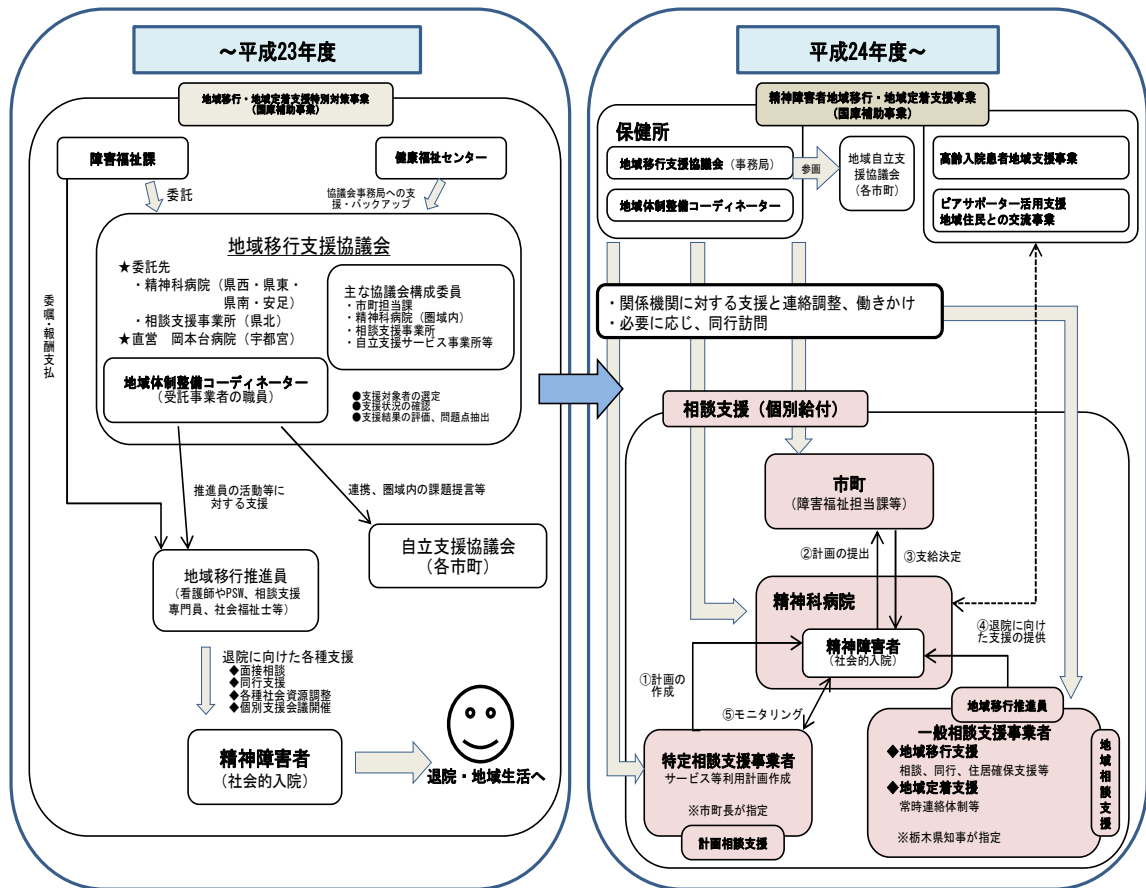 ～平成23年度
地域移行・地域定着支援特別対策事業
(国庫補助事業)
障害福祉課
健康福祉センター
委託
協議会事務局への支
援・バックアップ
地域移行支援協議会
★委託先
・精神科病院（県西・県東・
県南・安足）
・相談支援事業所（県北）
★直営　岡本台病院（宇都宮）
主な協議会構成委員
・市町担当課
・精神科病院（圏域内）
・相談支援事業所
・自立支援サービス事業所等
地域体制整備コーディネーター
（受託事業者の職員）
●支援対象者の選定
●支援状況の確認
●支援結果の評価、問題点抽出
委嘱・報酬支払
推進員の活動等に
対する支援
連携、圏域内の課題提言等
自立支援協議会
（各市町）
地域移行推進員
（看護師やPSW、相談支援
専門員、社会福祉士等）
退院に向けた各種支援
◆面接相談
◆同行支援
◆各種社会資源調整
◆個別支援会議開催
精神障害者
（社会的入院）
退院・地域生活へ
平成24年度～
精神障害者地域移行・地域定着支援事業
(国庫補助事業)
保健所
地域移行支援協議会（事務局）
参画
地域自立支
援協議会
（各市町）
地域体制整備コーディネーター
高齢入院患者地域支援事業
ピアサポーター活用支援
地域住民との交流事業
・関係機関に対する支援と連絡調整、働きかけ
・必要に応じ、同行訪問
相談支援（個別給付）
市町
（障害福祉担当課等）
②計画の提出
③支給決定
精神科病院
精神障害者
（社会的入院）
④退院に向け
た支援の提供
①計画の
作成
⑤モニタリング
特定相談支援事業者
サービス等利用計画作成
※市町長が指定
計画相談支援
地域移行推進員
一般相談支援事業者
◆地域移行支援
相談、同行、住居確保支援等
◆地域定着支援
常時連絡体制等
※栃木県知事が指定
地域相談支援